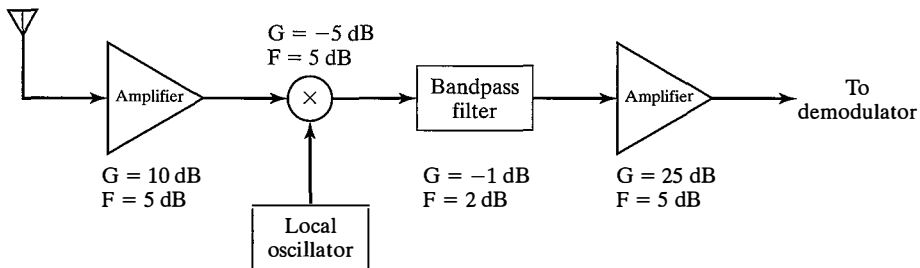 G = −5 dB
F = 5 dB
Amplifier
×
Bandpass
filter
Amplifier
To
demodulator
G = 10 dB
F = 5 dB
G = −1 dB
F = 2 dB
G = 25 dB
F = 5 dB
Local
oscillator